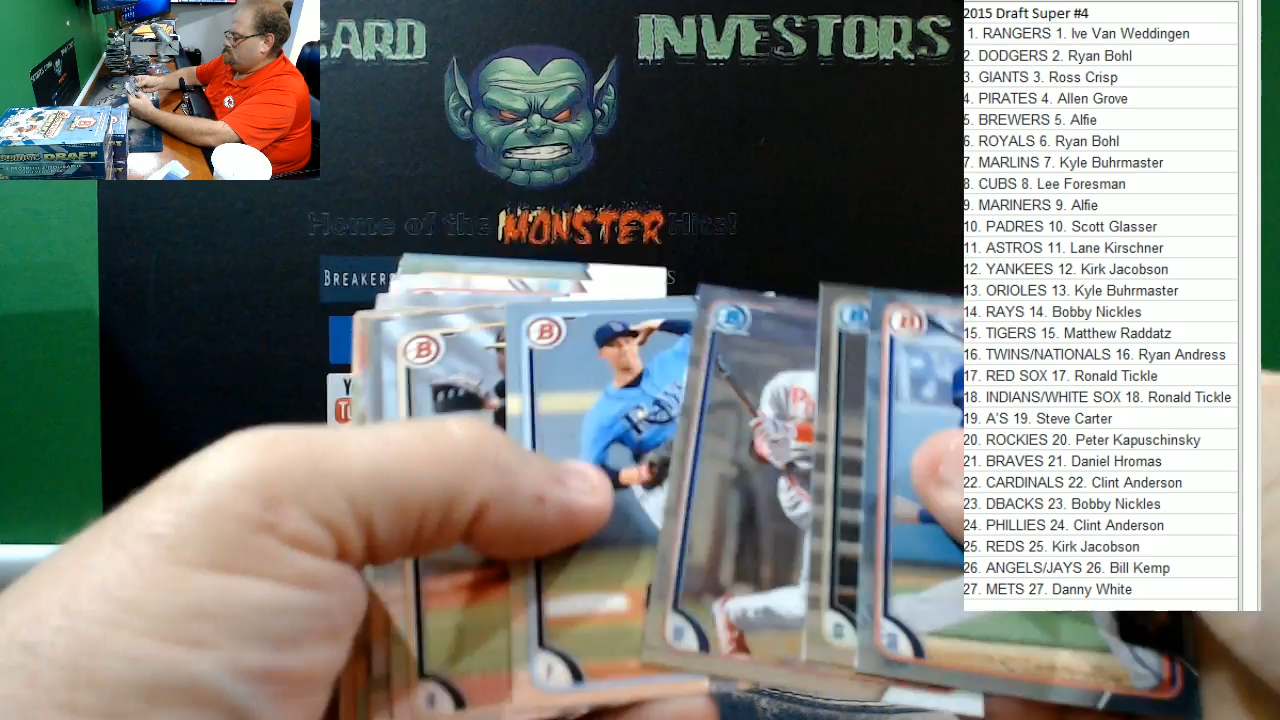 CARD INVESTORS
Home of the MONSTER Hits!
BREAKERS
DRAFT
2015 Draft Super #4
1. RANGERS 1. Ive Van Weddingen
2. DODGERS 2. Ryan Bohl
3. GIANTS 3. Ross Crisp
4. PIRATES 4. Allen Grove
5. BREWERS 5. Alfie
6. ROYALS 6. Ryan Bohl
7. MARLINS 7. Kyle Buhrmaster
8. CUBS 8. Lee Foresman
9. MARINERS 9. Alfie
10. PADRES 10. Scott Glasser
11. ASTROS 11. Lane Kirschner
12. YANKEES 12. Kirk Jacobson
13. ORIOLES 13. Kyle Buhrmaster
14. RAYS 14. Bobby Nickles
15. TIGERS 15. Matthew Raddatz
16. TWINS/NATIONALS 16. Ryan Andress
17. RED SOX 17. Ronald Tickle
18. INDIANS/WHITE SOX 18. Ronald Tickle
19. A'S 19. Steve Carter
20. ROCKIES 20. Peter Kapuschinsky
21. BRAVES 21. Daniel Hromas
22. CARDINALS 22. Clint Anderson
23. DBACKS 23. Bobby Nickles
24. PHILLIES 24. Clint Anderson
25. REDS 25. Kirk Jacobson
26. ANGELS/JAYS 26. Bill Kemp
27. METS 27. Danny White